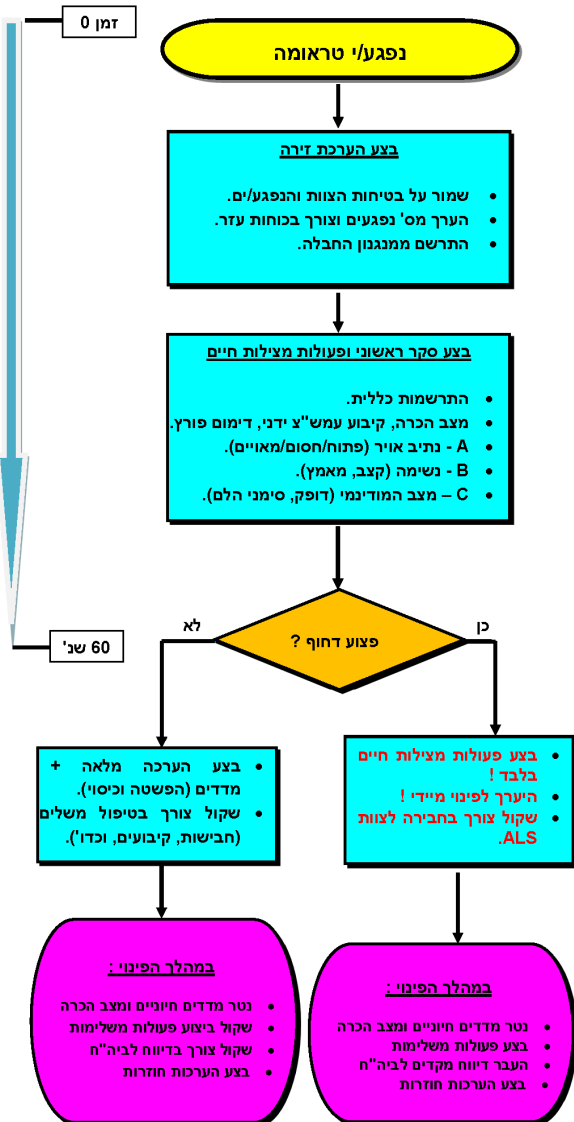 זמן 0
נפגע/י טראומה
בצע הערכת זירה
• שמור על בטיחות הצוות והנפגע/ים.
• הערך מס' נפגעים וצורך בכוחות עזר.
• התרשם ממנגנון החבלה.
בצע סקר ראשוני ופעולות מצילות חיים
• התרשמות כללית.
• מצב הכרה, קיבוע עמש"צ ידני, דימום פורץ.
• A - נתיב אויר (פתוח/חסום/מאויים).
• B - נשימה (קצב, מאמץ).
• C – מצב המודינמי (דופק, סימני הלם).
60 שנ'
פצוע דחוף ?
כן
לא
• בצע פעולות מצילות חיים
בלבד !
• היערך לפינוי מיידי !
• שקול צורך בחבירה לצוות
ALS.
• בצע הערכה מלאה +
מדדים (הפשטה וכיסוי).
• שקול צורך בטיפול משלים
(חבישות, קיבועים, וכדו').
במהלך הפינוי :
• נטר מדדים חיוניים ומצב הכרה
• בצע פעולות משלימות
• העבר דיווח מקדים לביה"ח
• בצע הערכות חוזרות
במהלך הפינוי :
• נטר מדדים חיוניים ומצב הכרה
• שקול ביצוע פעולות משלימות
• שקול צורך בדיווח לביה"ח
• בצע הערכות חוזרות